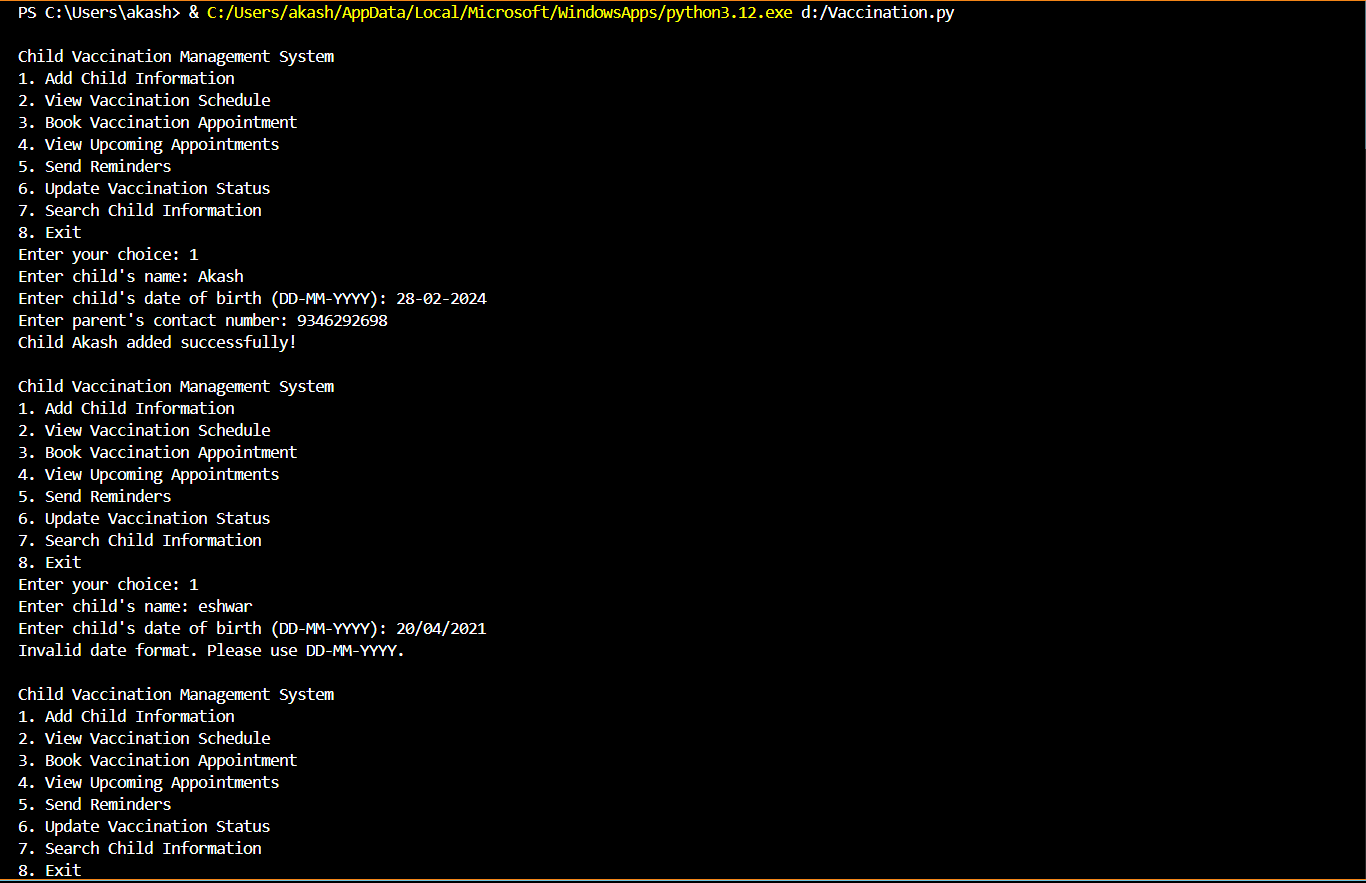 PS C:\Users\akash> & C:/Users/akash/AppData/Local/Microsoft/WindowsApps/python3.12.exe d:/Vaccination.py
Child Vaccination Management System
1. Add Child Information
2. View Vaccination Schedule
3. Book Vaccination Appointment
4. View Upcoming Appointments
5. Send Reminders
6. Update Vaccination Status
7. Search Child Information
8. Exit
Enter your choice: 1
Enter child's name: Akash
Enter child's date of birth (DD-MM-YYYY): 28-02-2024
Enter parent's contact number: 9346292698
Child Akash added successfully!
Child Vaccination Management System
1. Add Child Information
2. View Vaccination Schedule
3. Book Vaccination Appointment
4. View Upcoming Appointments
5. Send Reminders
6. Update Vaccination Status
7. Search Child Information
8. Exit
Enter your choice: 1
Enter child's name: eshwar
Enter child's date of birth (DD-MM-YYYY): 20/04/2021
Invalid date format. Please use DD-MM-YYYY.
Child Vaccination Management System
1. Add Child Information
2. View Vaccination Schedule
3. Book Vaccination Appointment
4. View Upcoming Appointments
5. Send Reminders
6. Update Vaccination Status
7. Search Child Information
8. Exit